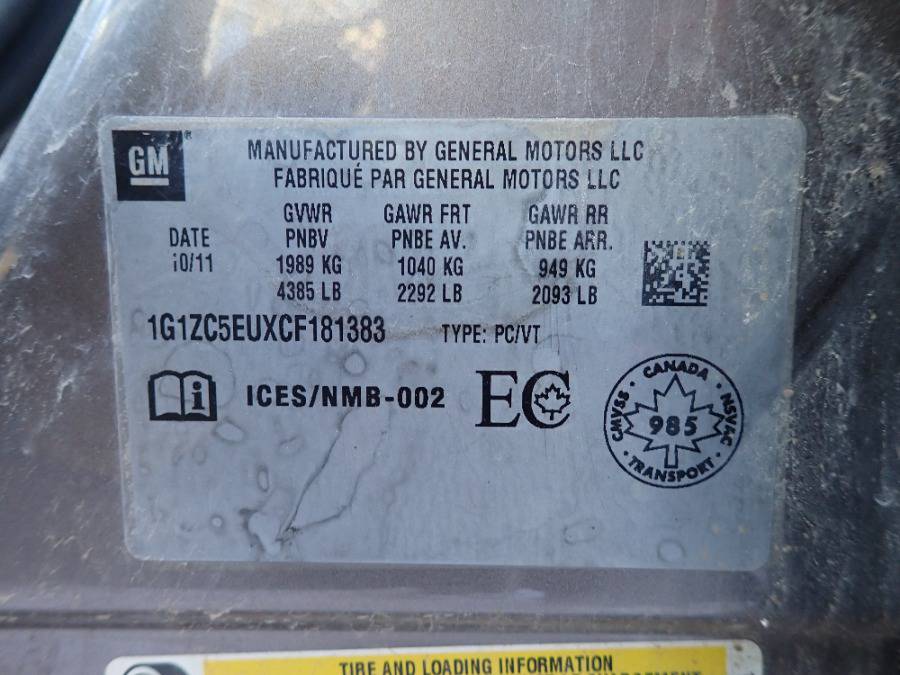 GM
MANUFACTURED BY GENERAL MOTORS LLC
FABRIQUÉ PAR GENERAL MOTORS LLC
GVWR GAWR FRT GAWR RR
DATE PNBV PNBE AV. PNBE ARR.
10/11 1989 KG 1040 KG 949 KG
4385 LB 2292 LB 2093 LB
1G1ZC5EUXCF181383 TYPE: PC/VT
i ICES/NMB-002 EC
CANADA
CMVSS 985 NSVAC
TRANSPORT
TIRE AND LOADING INFORMATION